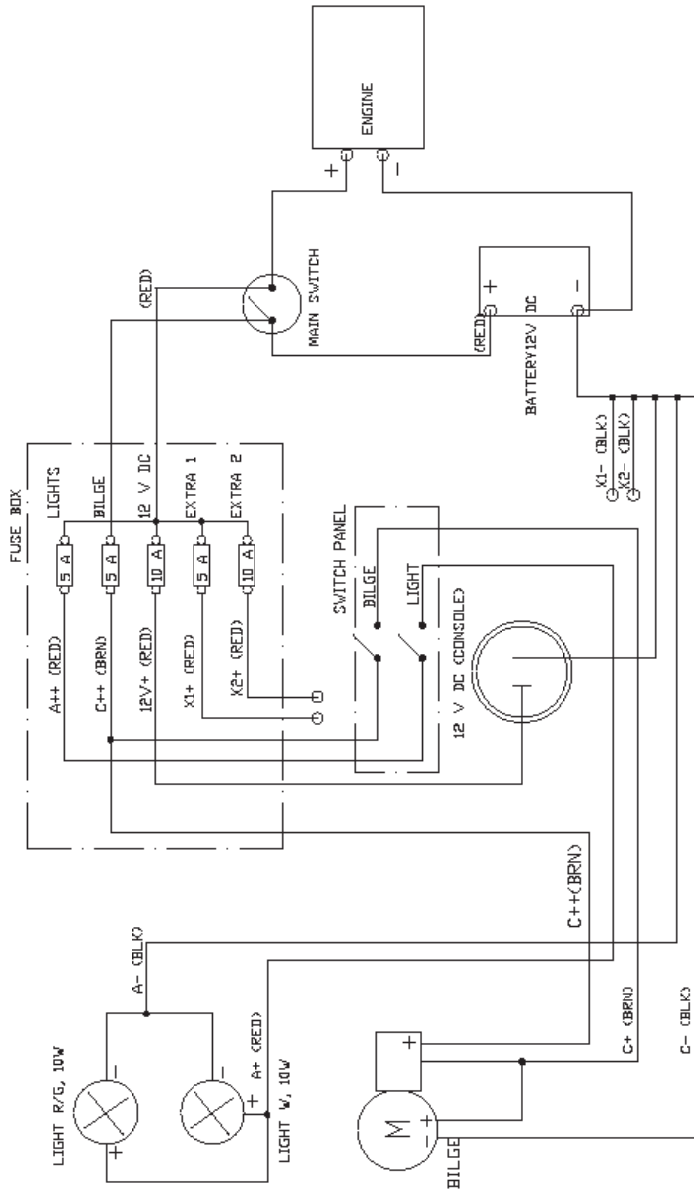 ENGINE
+
-
MAIN SWITCH
(RED)
(RED)
+
-
BATTERY12V DC
FUSE BOX
LIGHTS
BILGE
12 V DC
EXTRA 1
EXTRA 2
5 A
5 A
10 A
5 A
10 A
A++ (RED)
C++ (BRN)
12V+ (RED)
X1+ (RED)
X2+ (RED)
SWITCH PANEL
BILGE
LIGHT
12 V DC (CONSOLE)
X1- (BLK)
X2- (BLK)
LIGHT R/G, 10W
+
-
A- (BLK)
LIGHT W, 10W
+
-
A+ (RED)
C++(BRN)
C+ (BRN)
C- (BLK)
M
+
-
+
BILGE